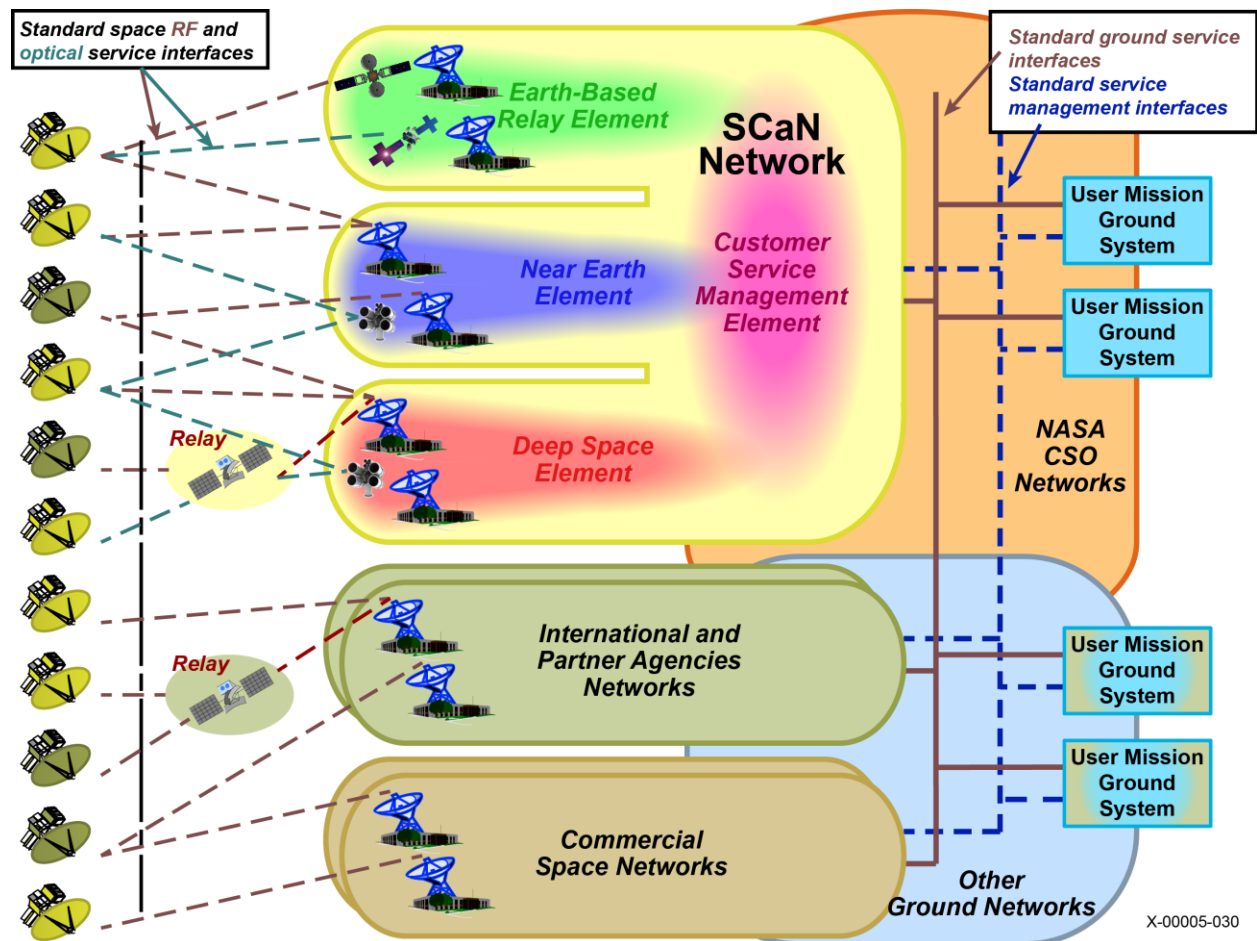 Standard space RF and
optical service interfaces
Standard ground service
interfaces
Standard service
management interfaces
Earth-Based
Relay Element
SCaN
Network
Near Earth
Element
Customer
Service
Management
Element
Deep Space
Element
Relay
User Mission
Ground
System
User Mission
Ground
System
NASA
CSO
Networks
International and
Partner Agencies
Networks
Relay
User Mission
Ground
System
User Mission
Ground
System
Commercial
Space Networks
Other
Ground Networks
X-00005-030